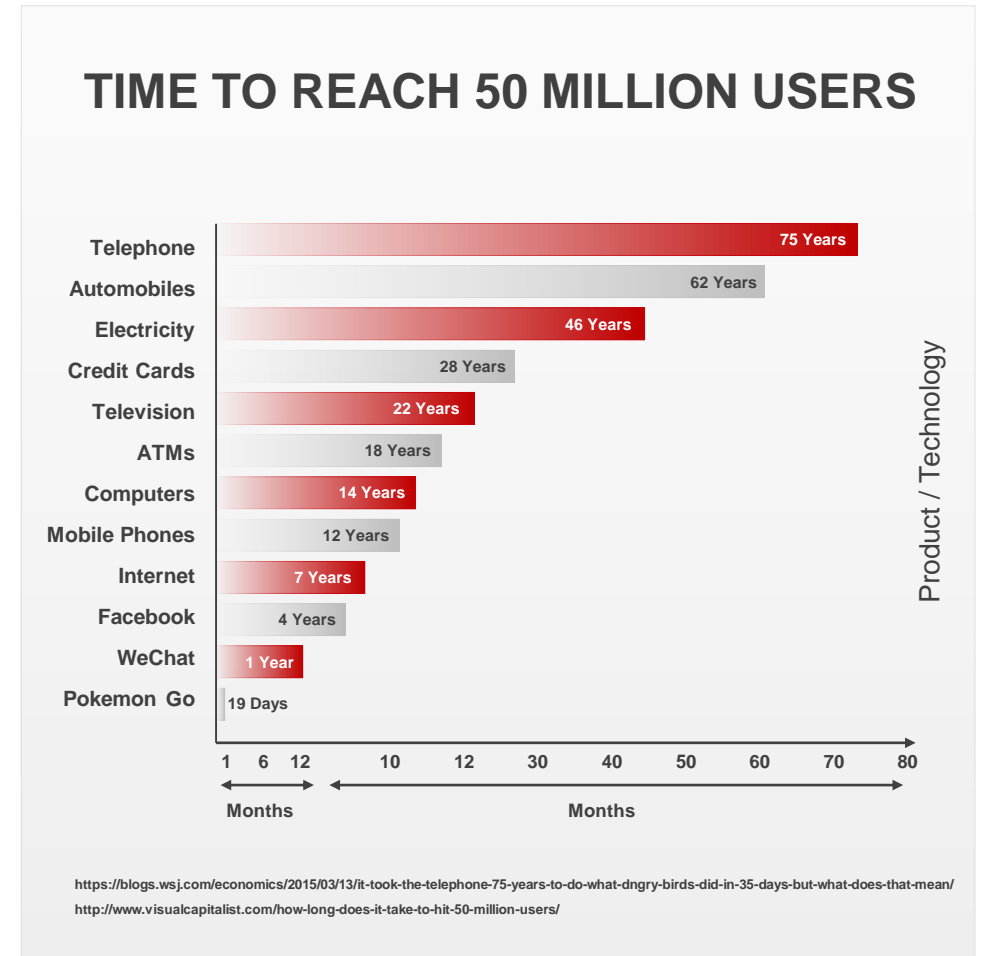 TIME TO REACH 50 MILLION USERS
Telephone 75 Years
Automobiles 62 Years
Electricity 46 Years
Credit Cards 28 Years
Television 22 Years
ATMs 18 Years
Computers 14 Years
Mobile Phones 12 Years
Internet 7 Years
Facebook 4 Years
WeChat 1 Year
Pokemon Go 19 Days
Product / Technology
1 6 12 10 12 30 40 50 60 70 80
Months Months
https://blogs.wsj.com/economics/2015/03/13/it-took-the-telephone-75-years-to-do-what-dngry-birds-did-in-35-days-but-what-does-that-mean/
http://www.visualcapitalist.com/how-long-does-it-take-to-hit-50-million-users/